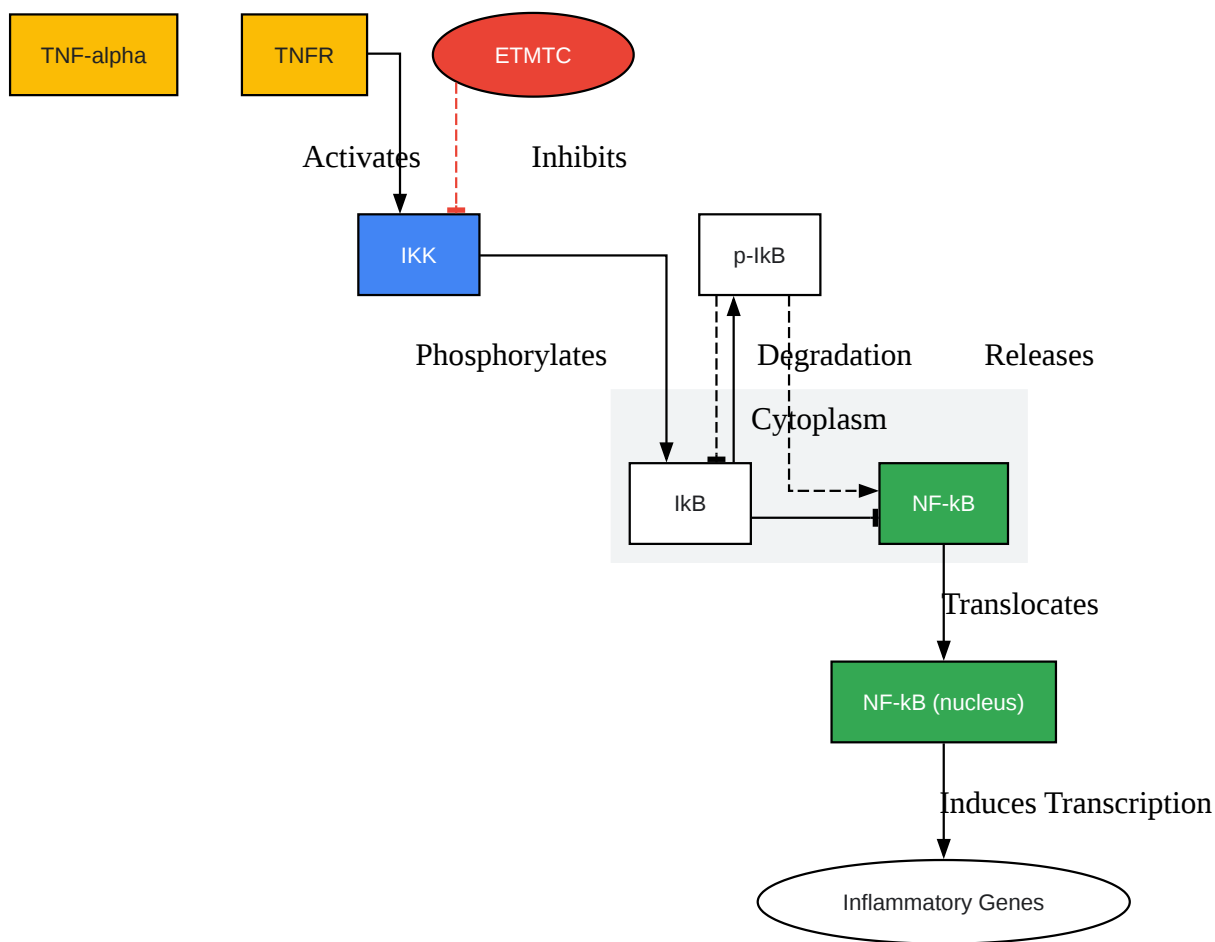 TNF-alpha
TNFR
ETMTC
Activates
Inhibits
IKK
p-IkB
Phosphorylates
Degradation
Releases
Cytoplasm
IkB
NF-kB
Translocates
NF-kB (nucleus)
Induces Transcription
Inflammatory Genes